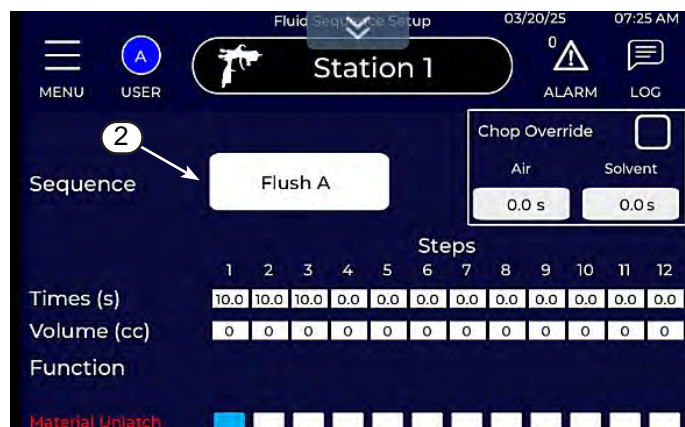 Fluid Sequence Setup 03/20/25 07:25 AM
MENU
A
USER
Station 1
0
ALARM
LOG
2
Chop Override
Air Solvent
0.0 s 0.0 s
Sequence Flush A
Steps
1 2 3 4 5 6 7 8 9 10 11 12
Times (s) 10.0 10.0 10.0 0.0 0.0 0.0 0.0 0.0 0.0 0.0 0.0 0.0
Volume (cc) 0 0 0 0 0 0 0 0 0 0 0 0
Function
Material Unlatch